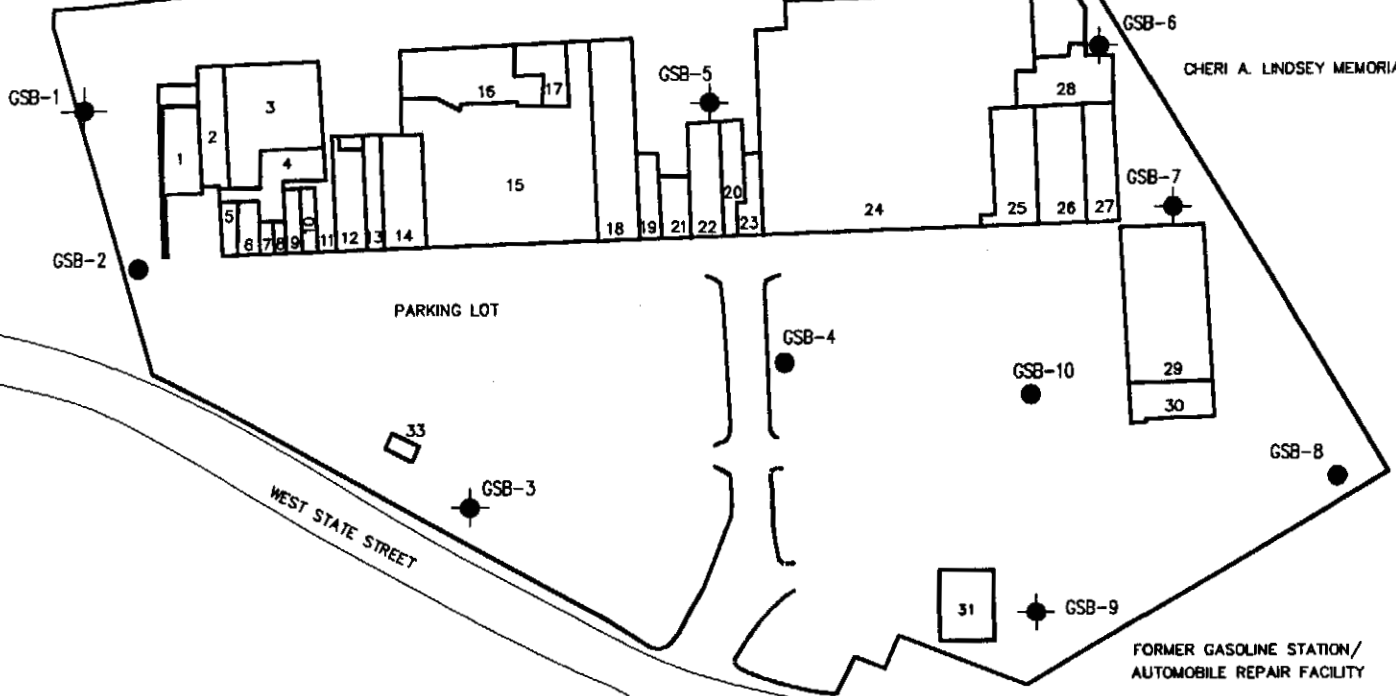 GSB-6
CHERI A. LINDSEY MEMORIA
GSB-5
GSB-1
3
16
17
28
2
1
4
15
GSB-7
20
5
6
7
8
9
10
11
12
13
14
18
19
21
22
23
24
25
26
27
GSB-2
PARKING LOT
GSB-4
GSB-10
29
30
33
GSB-8
GSB-3
WEST STATE STREET
31
GSB-9
FORMER GASOLINE STATION/
AUTOMOBILE REPAIR FACILITY